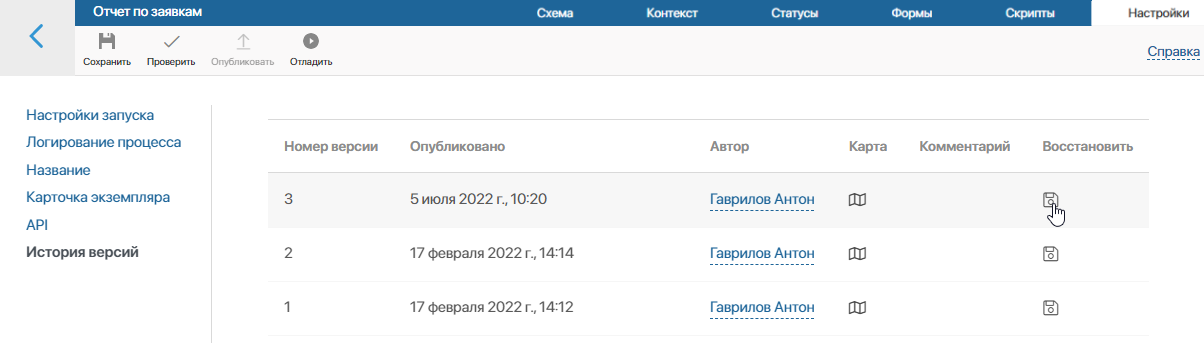 Отчет по заявкам Схема Контекст Статусы Формы Скрипты Настройки
Сохранить Проверить Опубликовать Отладить Справка
Настройки запуска
Логирование процесса
Название
Карточка экземпляра
API
История версий
Номер версии Опубликовано Автор Карта Комментарий Восстановить
3 5 июля 2022 г., 10:20 Гаврилов Антон
2 17 февраля 2022 г., 14:14 Гаврилов Антон
1 17 февраля 2022 г., 14:12 Гаврилов Антон